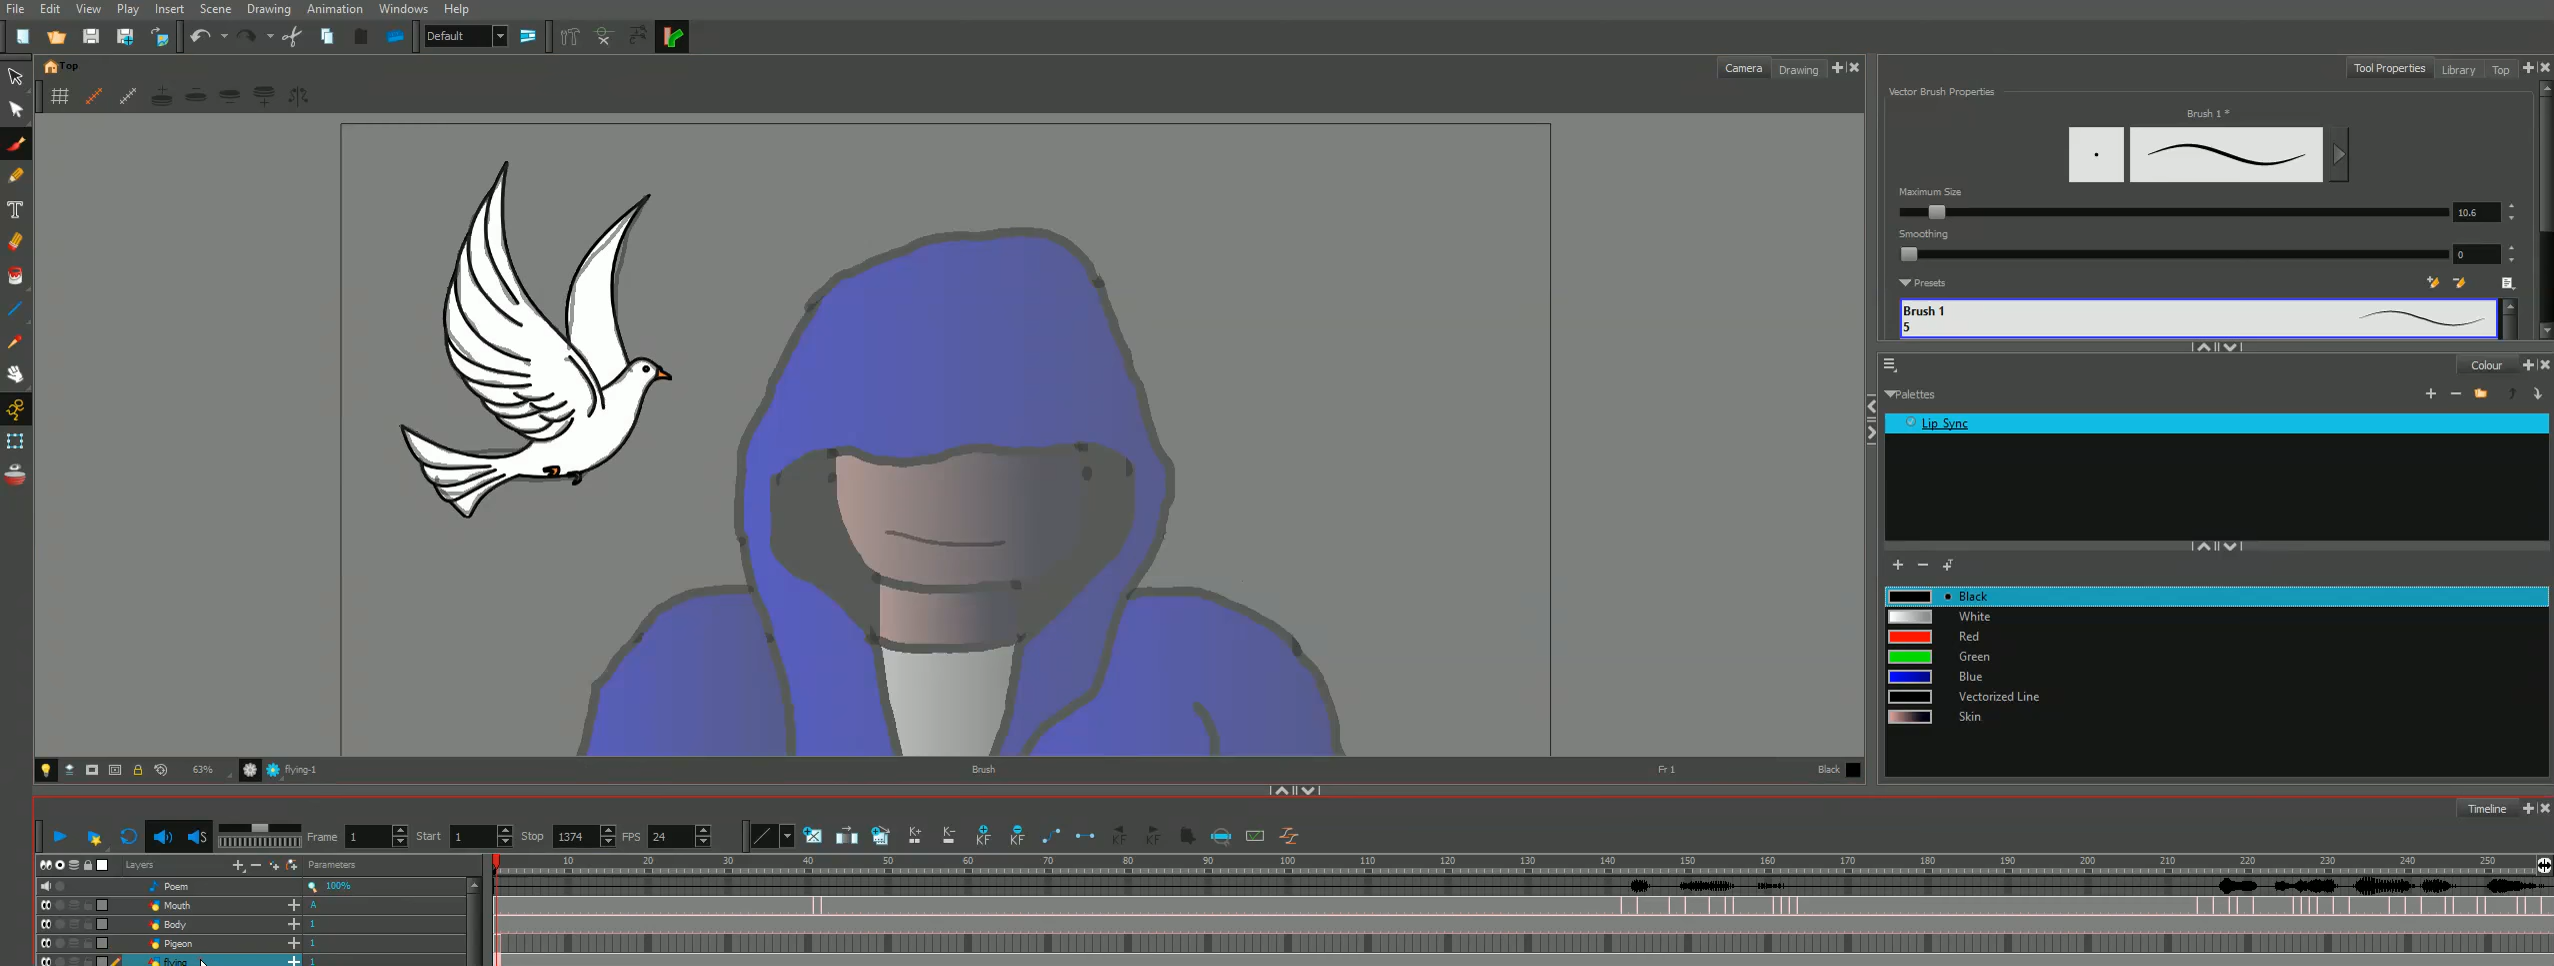 File Edit View Play Insert Scene Drawing Animation Windows Help
Default
Top
Camera Drawing
Tool Properties Library Top
Vector Brush Properties
Brush 1 *
Maximum Size
10.6
Smoothing
0
Presets
Brush 1
5
Colour
Palettes
Lip Sync
Black
White
Red
Green
Blue
Vectorized Line
Skin
63% flying-1 Brush Fr 1 Black
Timeline
Frame 1 Start 1 Stop 1374 FPS 24
K+ K- KF KF KF KF
Layers Parameters 10 20 30 40 50 60 70 80 90 100 110 120 130 140 150 160 170 180 190 200 210 220 230 240 250
Poem 100%
Mouth A
Body 1
Pigeon 1
flying 1